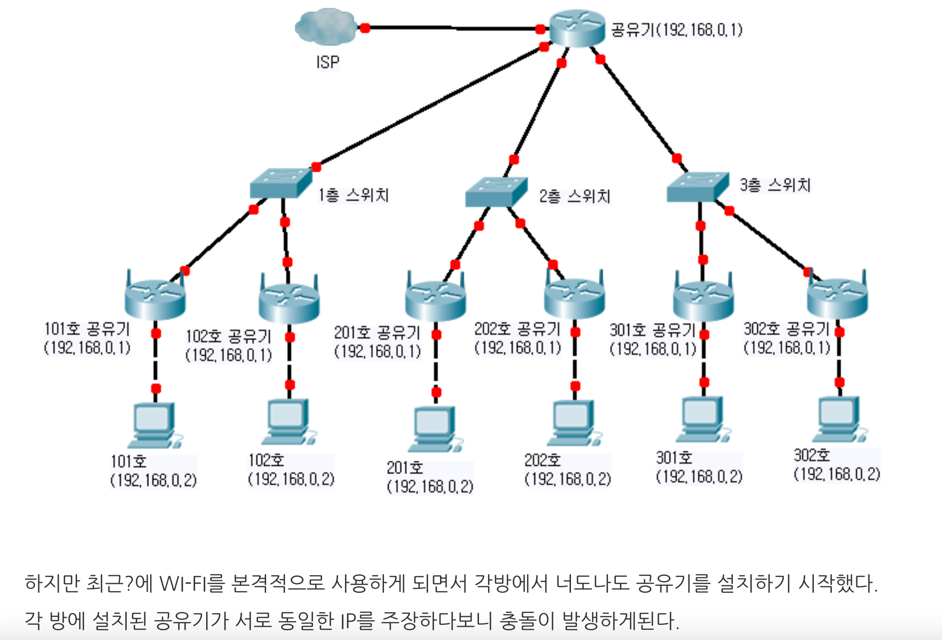 공유기(192,168,0,1)
ISP
1층 스위치
2층 스위치
3층 스위치
101호 공유기
(192,168,0,1)
102호 공유기
(192,168,0,1)
201호 공유기
(192,168,0,1)
202호 공유기
(192,168,0,1)
301호 공유기
(192,168,0,1)
302호 공유기
(192,168,0,1)
101호
(192,168,0,2)
102호
(192,168,0,2)
201호
(192,168,0,2)
202호
(192,168,0,2)
301호
(192,168,0,2)
302호
(192,168,0,2)
하지만 최근?에 WI-FI를 본격적으로 사용하게 되면서 각방에서 너도나도 공유기를 설치하기 시작했다.
각 방에 설치된 공유기가 서로 동일한 IP를 주장하다보니 충돌이 발생하게된다.